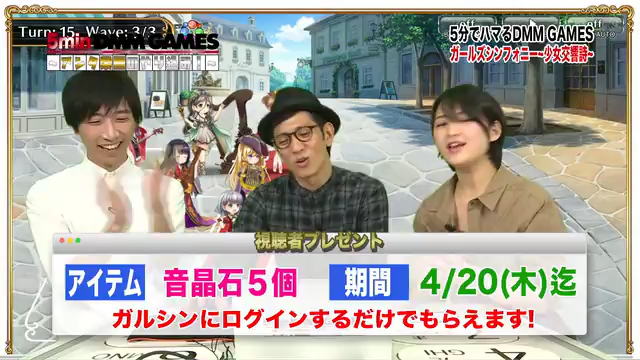 Turn: 15 Wave: 3/3
5min DMM GAMES
5分でハマるDMM GAMES
ガールズシンフォニー~少女交響詩~
AUTO
視聴者プレゼント
アイテム 音晶石5個 期間 4/20(木)迄
ガルシンにログインするだけでもらえます!
GHI